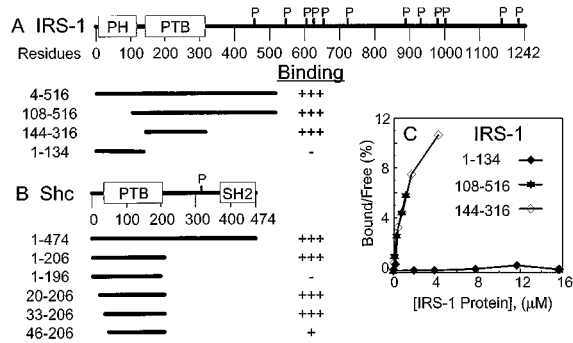 P P P P P P P P P P P P
A IRS-1 PH PTB
Residues 0 100 200 300 400 500 600 700 800 900 1000 1242
Binding
4-516 +++
108-516 +++
144-316 +++
1-134 -
P
B Shc PTB SH2
0 100 200 300 400 474
1-474 +++
1-206 +++
1-196 -
20-206 +++
33-206 +++
46-206 +
C IRS-1
1-134
108-516
144-316
Bound/Free (%)
12
8
4
0
0 4 8 12 16
[IRS-1 Protein], (μM)